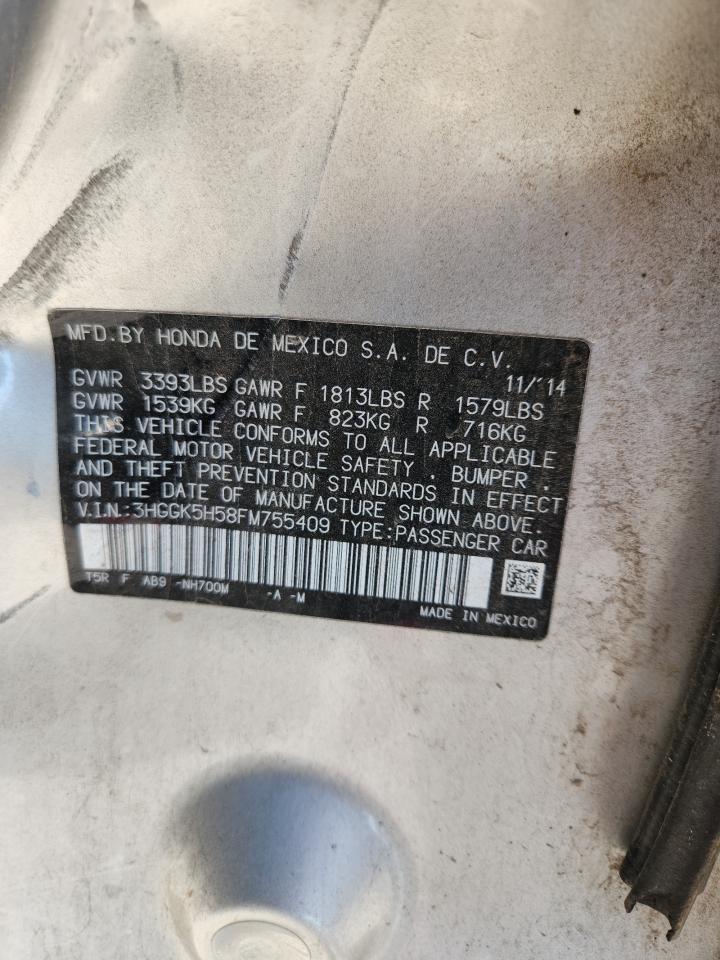 MFD.BY HONDA DE MEXICO S.A. DE C.V.
11/14
GVWR 3393LBS GAWR F 1813LBS R 1579LBS
GVWR 1539KG GAWR F 823KG R 716KG
THIS VEHICLE CONFORMS TO ALL APPLICABLE
FEDERAL MOTOR VEHICLE SAFETY , BUMPER ,
AND THEFT PREVENTION STANDARDS IN EFFECT
ON THE DATE OF MANUFACTURE SHOWN ABOVE.
V.I.N.:3HGGK5H58FM755409 TYPE:PASSENGER CAR
T5R F AB9 -NH700M -A -M
MADE IN MEXICO